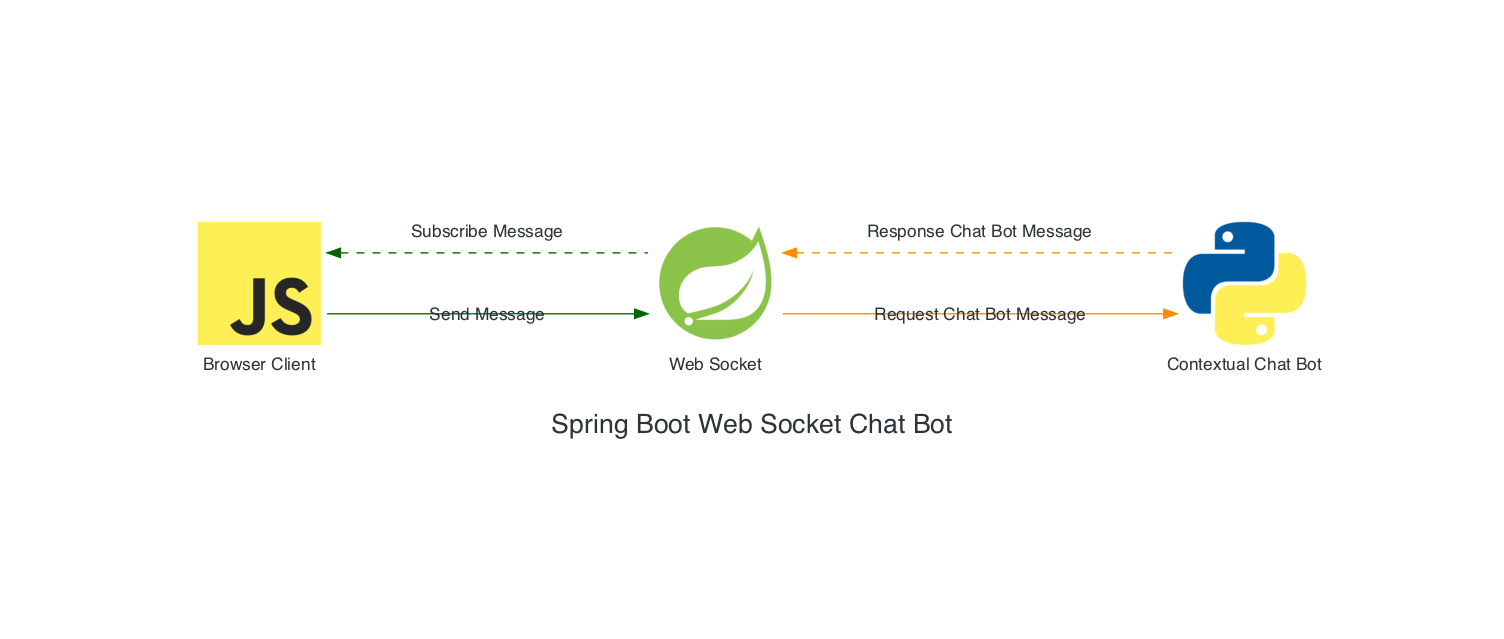 Subscribe Message
Response Chat Bot Message
JS
Send Message
Request Chat Bot Message
Browser Client
Web Socket
Contextual Chat Bot
Spring Boot Web Socket Chat Bot